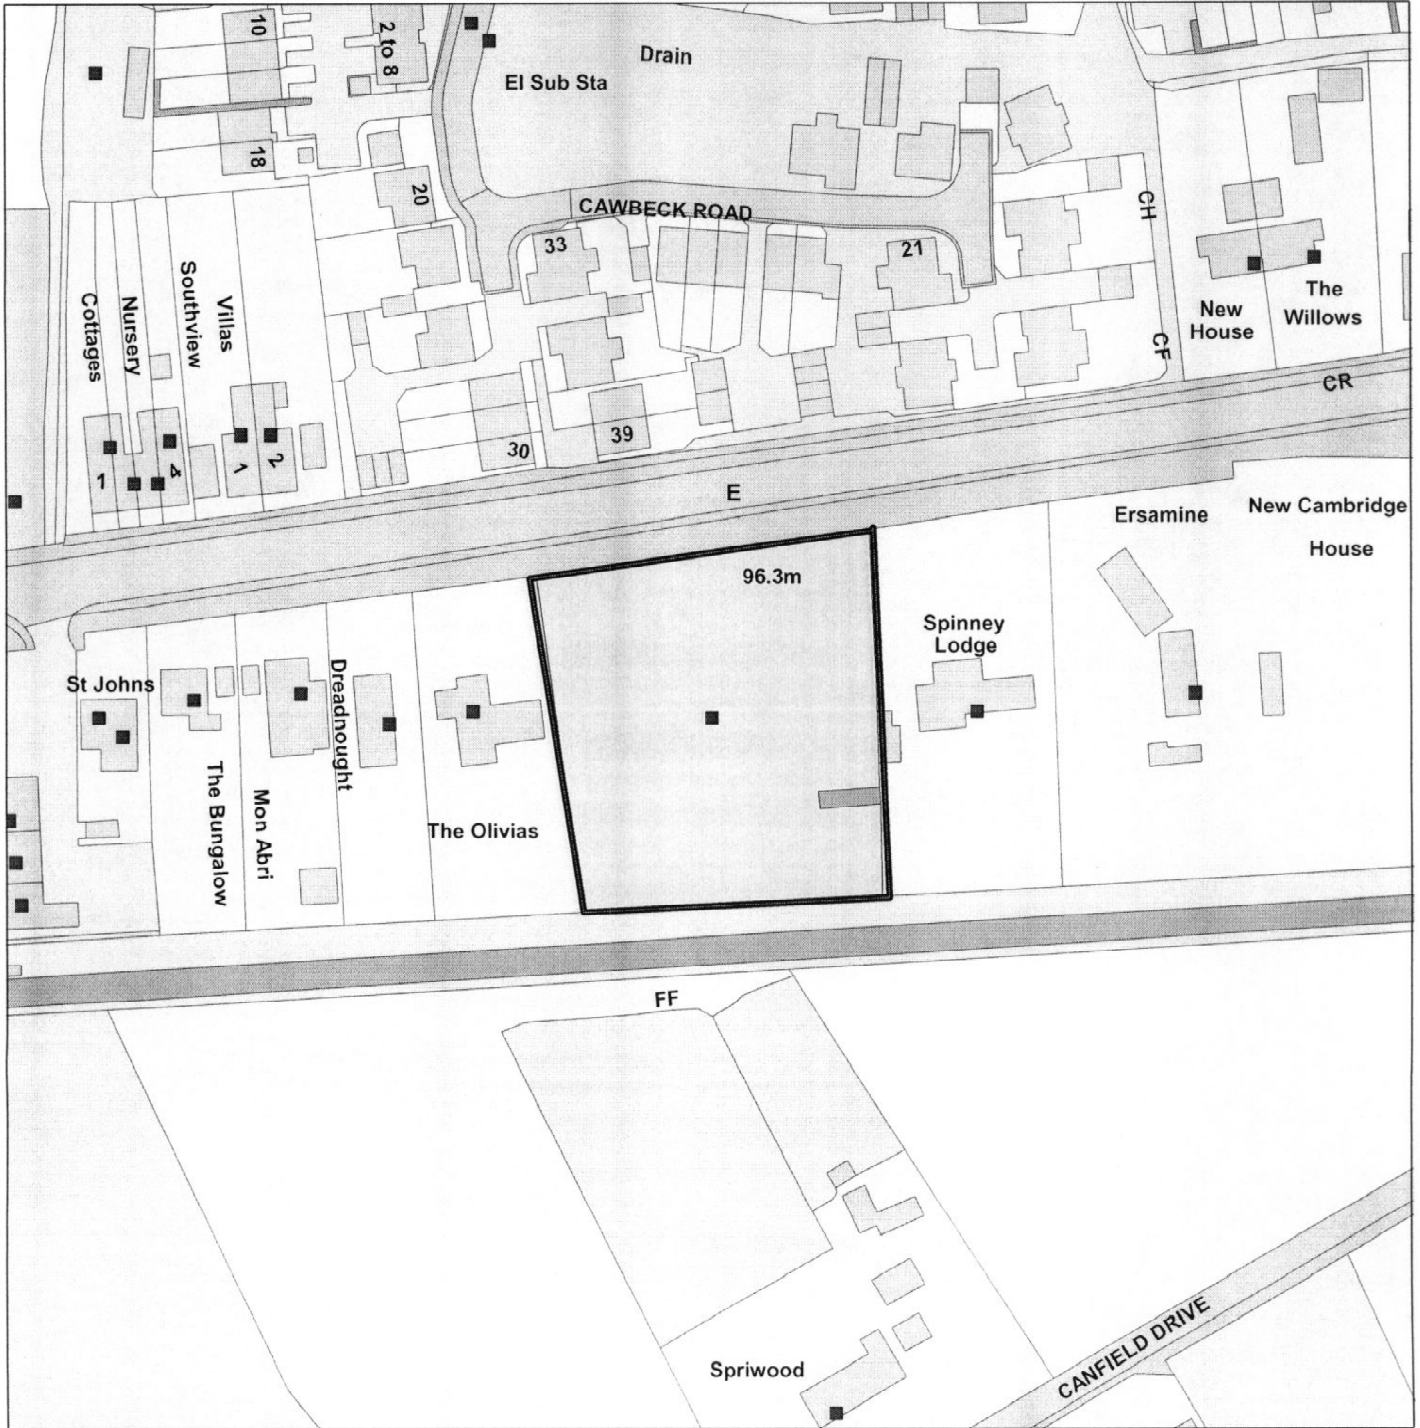 10
2 to 8
Drain
El Sub Sta
18
20
CAWBECK ROAD
33
21
CH
CF
New
House
The
Willows
CR
Cottages
Nursery
Southview
Villas
1
4
1
2
30
39
E
Ersamine
New Cambridge
House
96.3m
Spinney
Lodge
St Johns
Dreadnought
The Bungalow
Mon Abri
The Olivias
FF
Spriwood
CANFIELD DRIVE